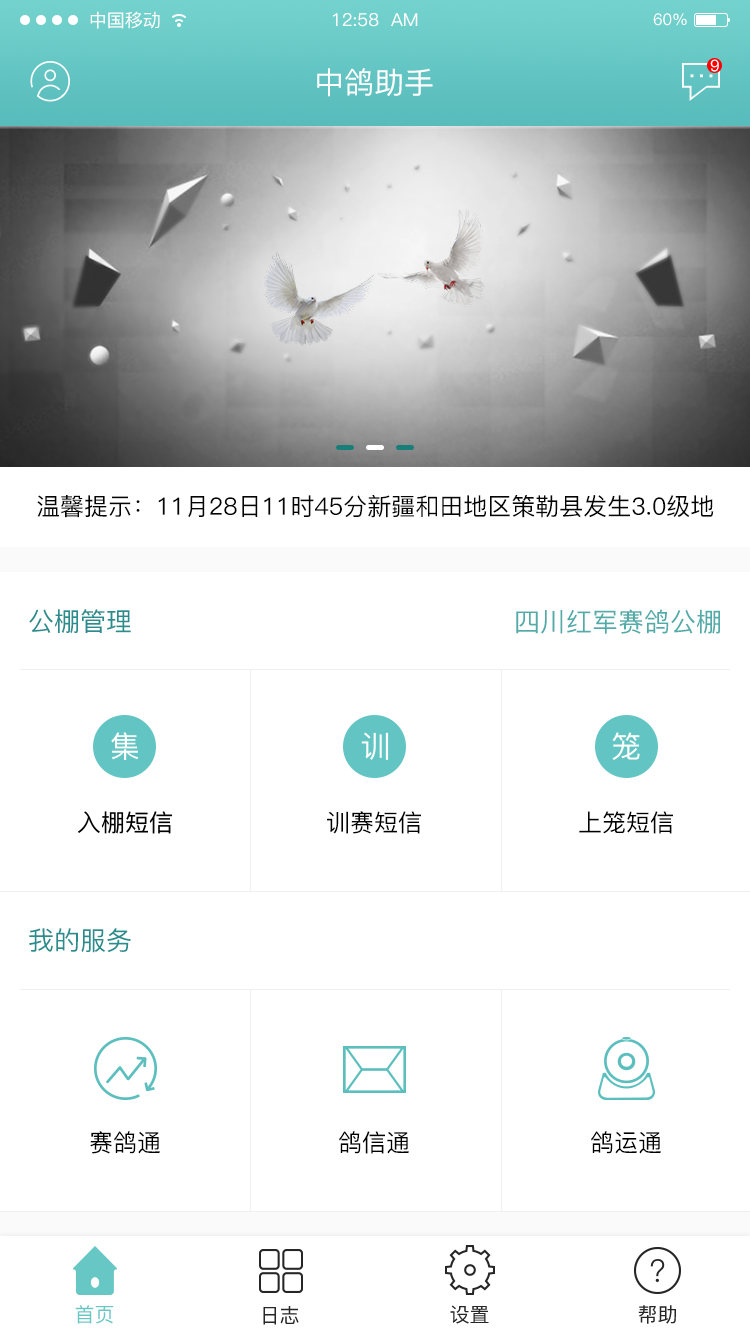 中国移动 12:58 AM 60%
中鸽助手
9
温馨提示：11月28日11时45分新疆和田地区策勒县发生3.0级地
公棚管理 四川红军赛鸽公棚
集 训 笼
入棚短信 训赛短信 上笼短信
我的服务
赛鸽通 鸽信通 鸽运通
?
首页 日志 设置 帮助